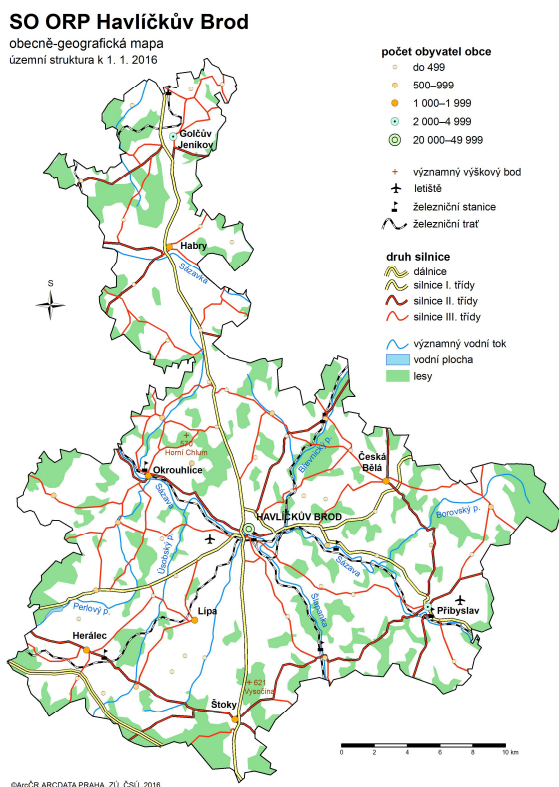 SO ORP Havlíčkův Brod
obecně-geografická mapa
územní struktura k 1. 1. 2016
počet obyvatel obce
do 499
500–999
1 000–1 999
2 000–4 999
20 000–49 999
významný výškový bod
letiště
železniční stanice
železniční trať
druh silnice
dálnice
silnice I. třídy
silnice II. třídy
silnice III. třídy
významný vodní tok
vodní plocha
lesy
S
Golčův
Jeníkov
Habry
Sázavka
570
Horní Chlum
Okrouhlice
Břevnický p.
Česká
Bělá
Sázava
HAVLÍČKŮV BROD
Borovský p.
Úsobský p.
Sázava
Perlový p.
Lípa
Šlapanka
Přibyslav
Herálec
621
Vysočina
Štoky
0 2 4 6 8 10 km
©ArcČR, ARCDATA PRAHA, ZÚ, ČSÚ, 2016